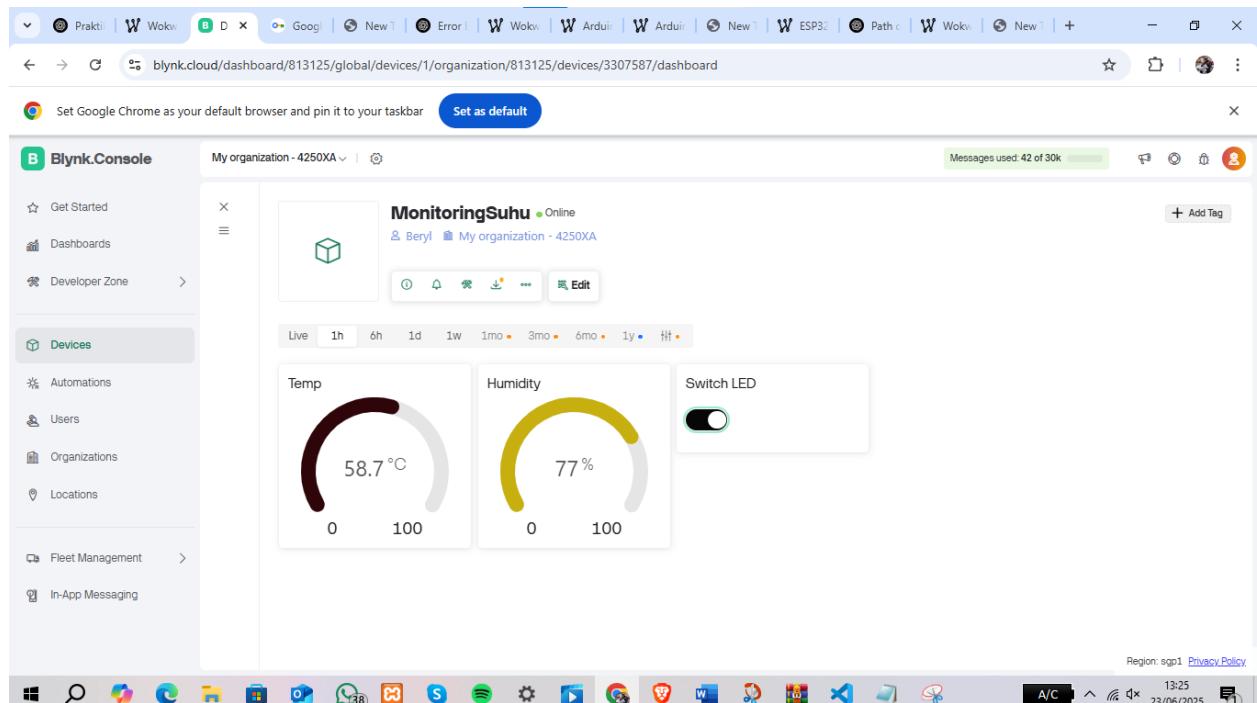 Prakti
Wokw
D
Googl
New T
Error
Wokw
Arduir
Arduir
New T
ESP32
Path c
Wokw
New T
blynk.cloud/dashboard/813125/global/devices/1/organization/813125/devices/3307587/dashboard
Set Google Chrome as your default browser and pin it to your taskbar
Set as default
B Blynk.Console
My organization - 4250XA
Messages used: 42 of 30k
Get Started
Dashboards
Developer Zone
Devices
Automations
Users
Organizations
Locations
Fleet Management
In-App Messaging
MonitoringSuhu
Online
Beryl My organization - 4250XA
Edit
+ Add Tag
Live 1h 6h 1d 1w 1mo 3mo 6mo 1y
Temp
58.7 °C
0 100
Humidity
77 %
0 100
Switch LED
Region: sgp1 Privacy Policy
38
A/C
13:25
23/06/2025
1